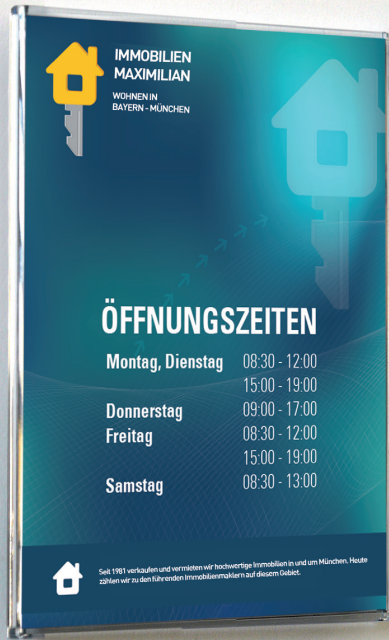 IMMOBILIEN
MAXIMILIAN
WOHNEN IN
BAYERN - MÜNCHEN
ÖFFNUNGSZEITEN
Montag, Dienstag 08:30 - 12:00
15:00 - 19:00
Donnerstag 09:00 - 17:00
Freitag 08:30 - 12:00
15:00 - 19:00
Samstag 08:30 - 13:00
Seit 1981 verkaufen und vermieten wir hochwertige Immobilien in und um München. Heute
zählen wir zu den führenden Immobilienmaklern auf diesem Gebiet.